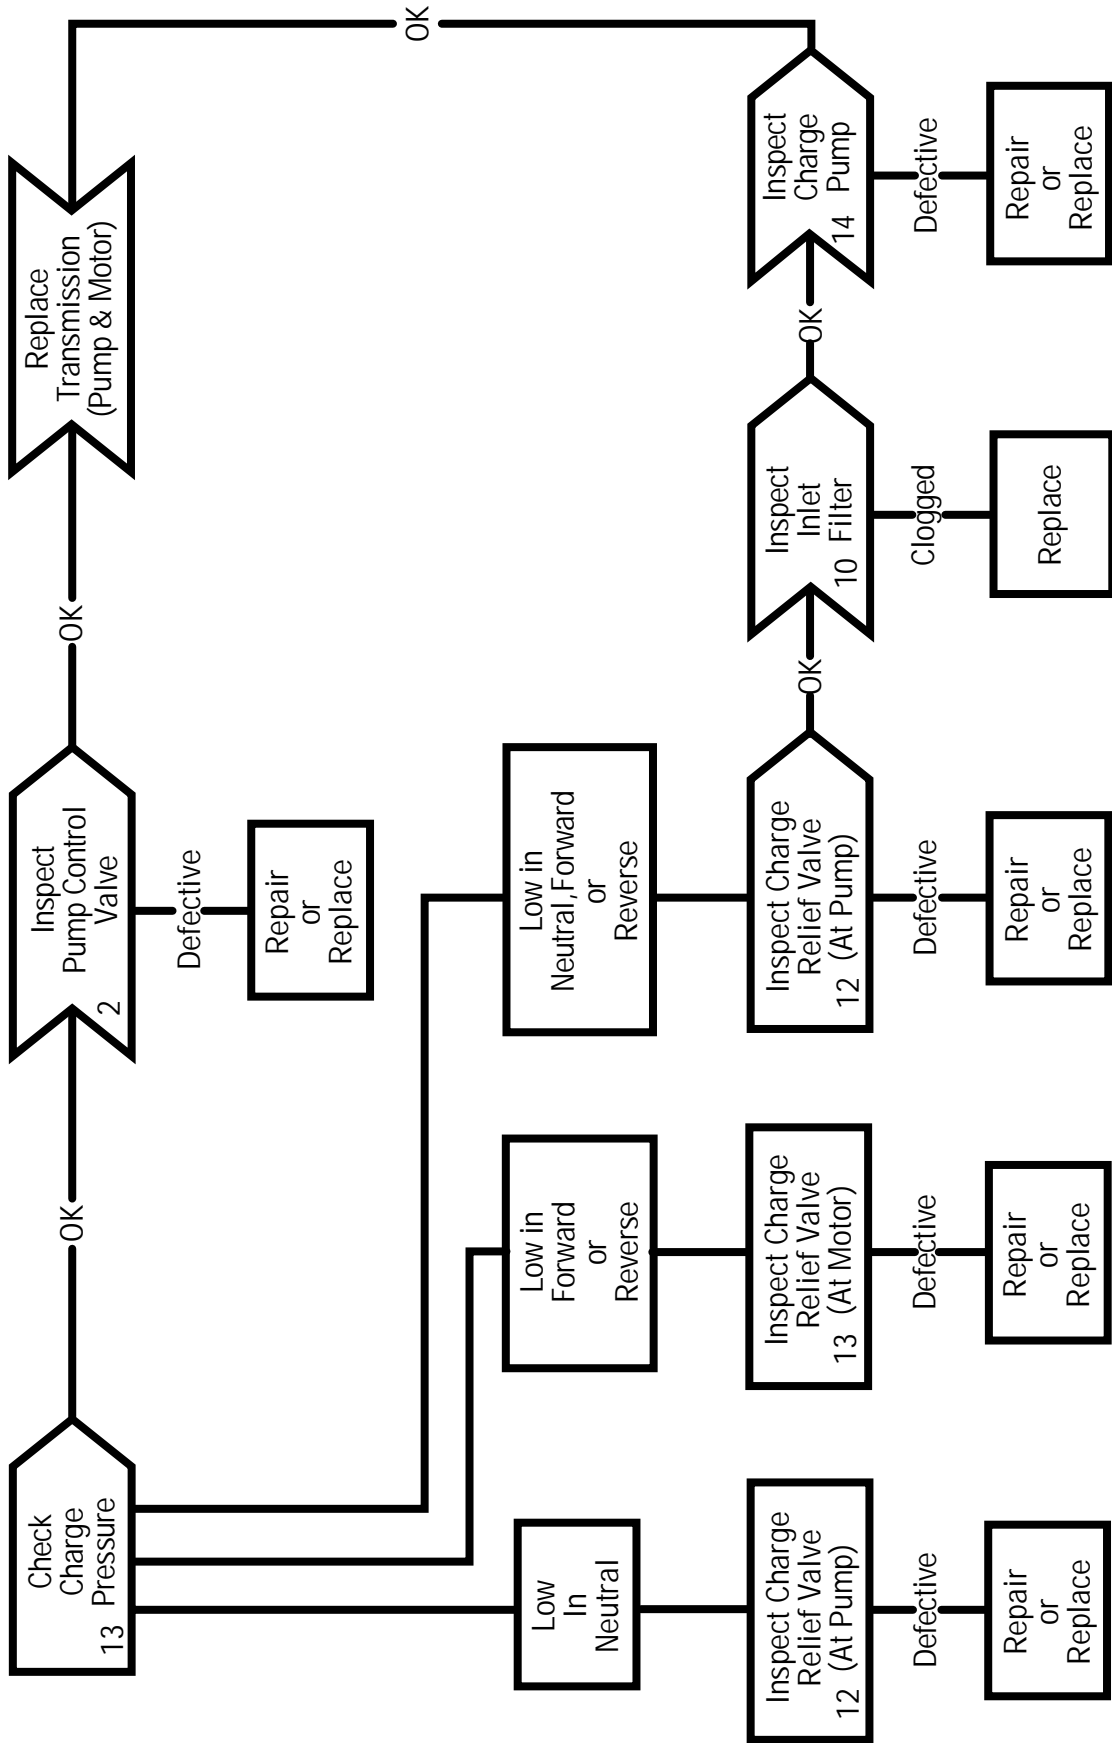 Check
Charge
Pressure
13
OK
Inspect
Pump Control
Valve
2
OK
Replace
Transmission
(Pump & Motor)
OK
Defective
Repair
or
Replace
Low
In
Neutral
Low in
Forward
or
Reverse
Low in
Neutral, Forward
or
Reverse
Inspect Charge
Relief Valve
12 (At Pump)
Inspect Charge
Relief Valve
13 (At Motor)
Inspect Charge
Relief Valve
12 (At Pump)
OK
Inspect
Inlet
10 Filter
OK
Inspect
Charge
14 Pump
Defective
Defective
Defective
Clogged
Defective
Repair
or
Replace
Repair
or
Replace
Repair
or
Replace
Replace
Repair
or
Replace